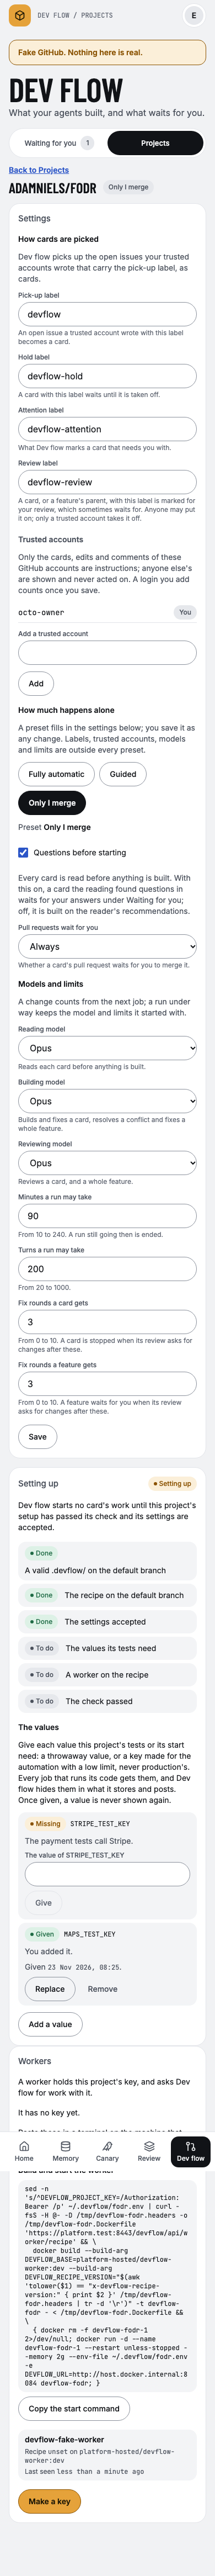 DEV FLOW / PROJECTS
E
Fake GitHub. Nothing here is real.
DEV FLOW
What your agents built, and what waits for you.
Waiting for you 1
Projects
Back to Projects
ADAMNIELS/FODR Only I merge
Settings
How cards are picked
Dev flow picks up the open issues your trusted
accounts wrote that carry the pick-up label, as
cards.
Pick-up label
devflow
An open issue a trusted account wrote with this label
becomes a card.
Hold label
devflow-hold
A card with this label waits until it is taken off.
Attention label
devflow-attention
What Dev flow marks a card that needs you with.
Review label
devflow-review
A card, or a feature's parent, with this label is marked for
your review, which sometimes waits for. Anyone may put
it on; only a trusted account takes it off.
Trusted accounts
Only the cards, edits and comments of these
GitHub accounts are instructions; anyone else's
are shown and never acted on. A login you add
counts once you save.
octo-owner You
Add a trusted account
Add
How much happens alone
A preset fills in the settings below; you save it as
any change. Labels, trusted accounts, models
and limits are outside every preset.
Fully automatic
Guided
Only I merge
Preset Only I merge
Questions before starting
Every card is read before anything is built. With
this on, a card the reading found questions in
waits for your answers under Waiting for you;
off, it is built on the reader's recommendations.
Pull requests wait for you
Always
Whether a card's pull request waits for you to merge it.
Models and limits
A change counts from the next job; a run under
way keeps the model and limits it started with.
Reading model
Opus
Reads each card before anything is built.
Building model
Opus
Builds and fixes a card, resolves a conflict and fixes a
whole feature.
Reviewing model
Opus
Reviews a card, and a whole feature.
Minutes a run may take
90
From 10 to 240. A run still going then is ended.
Turns a run may take
200
From 20 to 1000.
Fix rounds a card gets
3
From 0 to 10. A card is stopped when its review asks for
changes after these.
Fix rounds a feature gets
3
From 0 to 10. A feature waits for you when its review
asks for changes after these.
Save
Setting up Setting up
Dev flow starts no card's work until this project's
setup has passed its check and its settings are
accepted.
Done
A valid .devflow/ on the default branch
Done The recipe on the default branch
Done The settings accepted
To do The values its tests need
To do A worker on the recipe
To do The check passed
The values
Give each value this project's tests or its start
need: a throwaway value, or a key made for the
automation with a low limit, never production's.
Every job that runs its code gets them, and Dev
flow hides them in what it stores and posts.
Once given, a value is never shown again.
Missing STRIPE_TEST_KEY
The payment tests call Stripe.
The value of STRIPE_TEST_KEY
Give
Given MAPS_TEST_KEY
You added it.
Given 23 Nov 2026, 08:25.
Replace
Remove
Add a value
Workers
A worker holds this project's key, and asks Dev
flow for work with it.
It has no key yet.
Home
Memory
Canary
Review
Dev flow
sed -n
's/^DEVFLOW_PROJECT_KEY=/Authorization:
Bearer /p' ~/.devflow/fodr.env | curl -
fsS -H @- -D /tmp/devflow-fodr.headers -o
/tmp/devflow-fodr.Dockerfile
'https://platform.test:8443/devflow/api/w
orker/recipe' && \
docker build --build-arg
DEVFLOW_BASE=platform-hosted/devflow-
worker:dev --build-arg
DEVFLOW_RECIPE_VERSION="$(awk
'tolower($1) == "x-devflow-recipe-
version:" { print $2 }' /tmp/devflow-
fodr.headers | tr -d '\r')" -t devflow-
fodr - < /tmp/devflow-fodr.Dockerfile &&
\
{ docker rm -f devflow-fodr-1
2>/dev/null; docker run -d --name
devflow-fodr-1 --restart unless-stopped -
-memory 2g --env-file ~/.devflow/fodr.env
-e
DEVFLOW_URL=http://host.docker.internal:8
084 devflow-fodr; }
Copy the start command
devflow-fake-worker
Recipe unset on platform-hosted/devflow-
worker:dev
Last seen less than a minute ago
Make a key